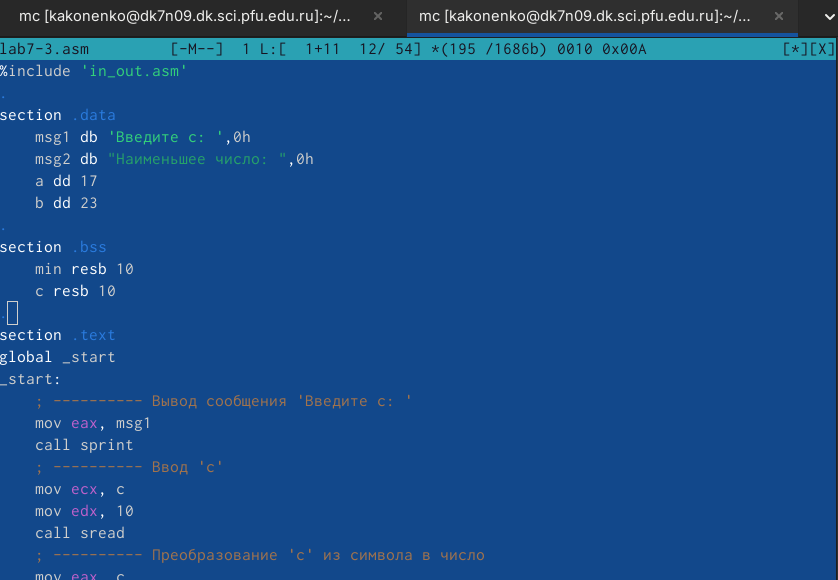 mc [kakonenko@dk7n09.dk.sci.pfu.edu.ru]:~/... × mc [kakonenko@dk7n09.dk.sci.pfu.edu.ru]:~/... ×
lab7-3.asm [-M--] 1 L:[ 1+11 12/ 54] *(195 /1686b) 0010 0x00A [*][X]
%include 'in_out.asm'
.
section .data
msg1 db 'Введите c: ',0h
msg2 db "Наименьшее число: ",0h
a dd 17
b dd 23
.
section .bss
min resb 10
c resb 10
.
section .text
global _start
_start:
; ---------- Вывод сообщения 'Введите c: '
mov eax, msg1
call sprint
; ---------- Ввод 'c'
mov ecx, c
mov edx, 10
call sread
; ---------- Преобразование 'c' из символа в число
mov eax, c